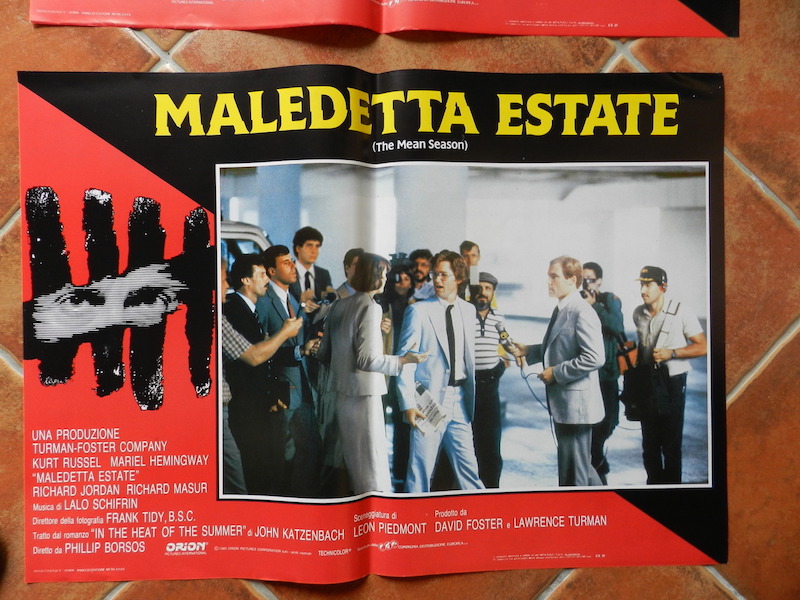 MALEDETTA ESTATE
(The Mean Season)
UNA PRODUZIONE
TURMAN-FOSTER COMPANY
KURT RUSSEL MARIEL HEMINGWAY
"MALEDETTA ESTATE"
RICHARD JORDAN RICHARD MASUR
Musica di LALO SCHIFRIN
Direttore della fotografia FRANK TIDY, B.S.C.
Tratto dal romanzo "IN THE HEAT OF THE SUMMER" di JOHN KATZENBACH
Diretto da PHILLIP BORSOS
Sceneggiatura di
LEON PIEDMONT
Prodotto da
DAVID FOSTER e LAWRENCE TURMAN
ORION
PICTURES INTERNATIONAL
TECHNICOLOR